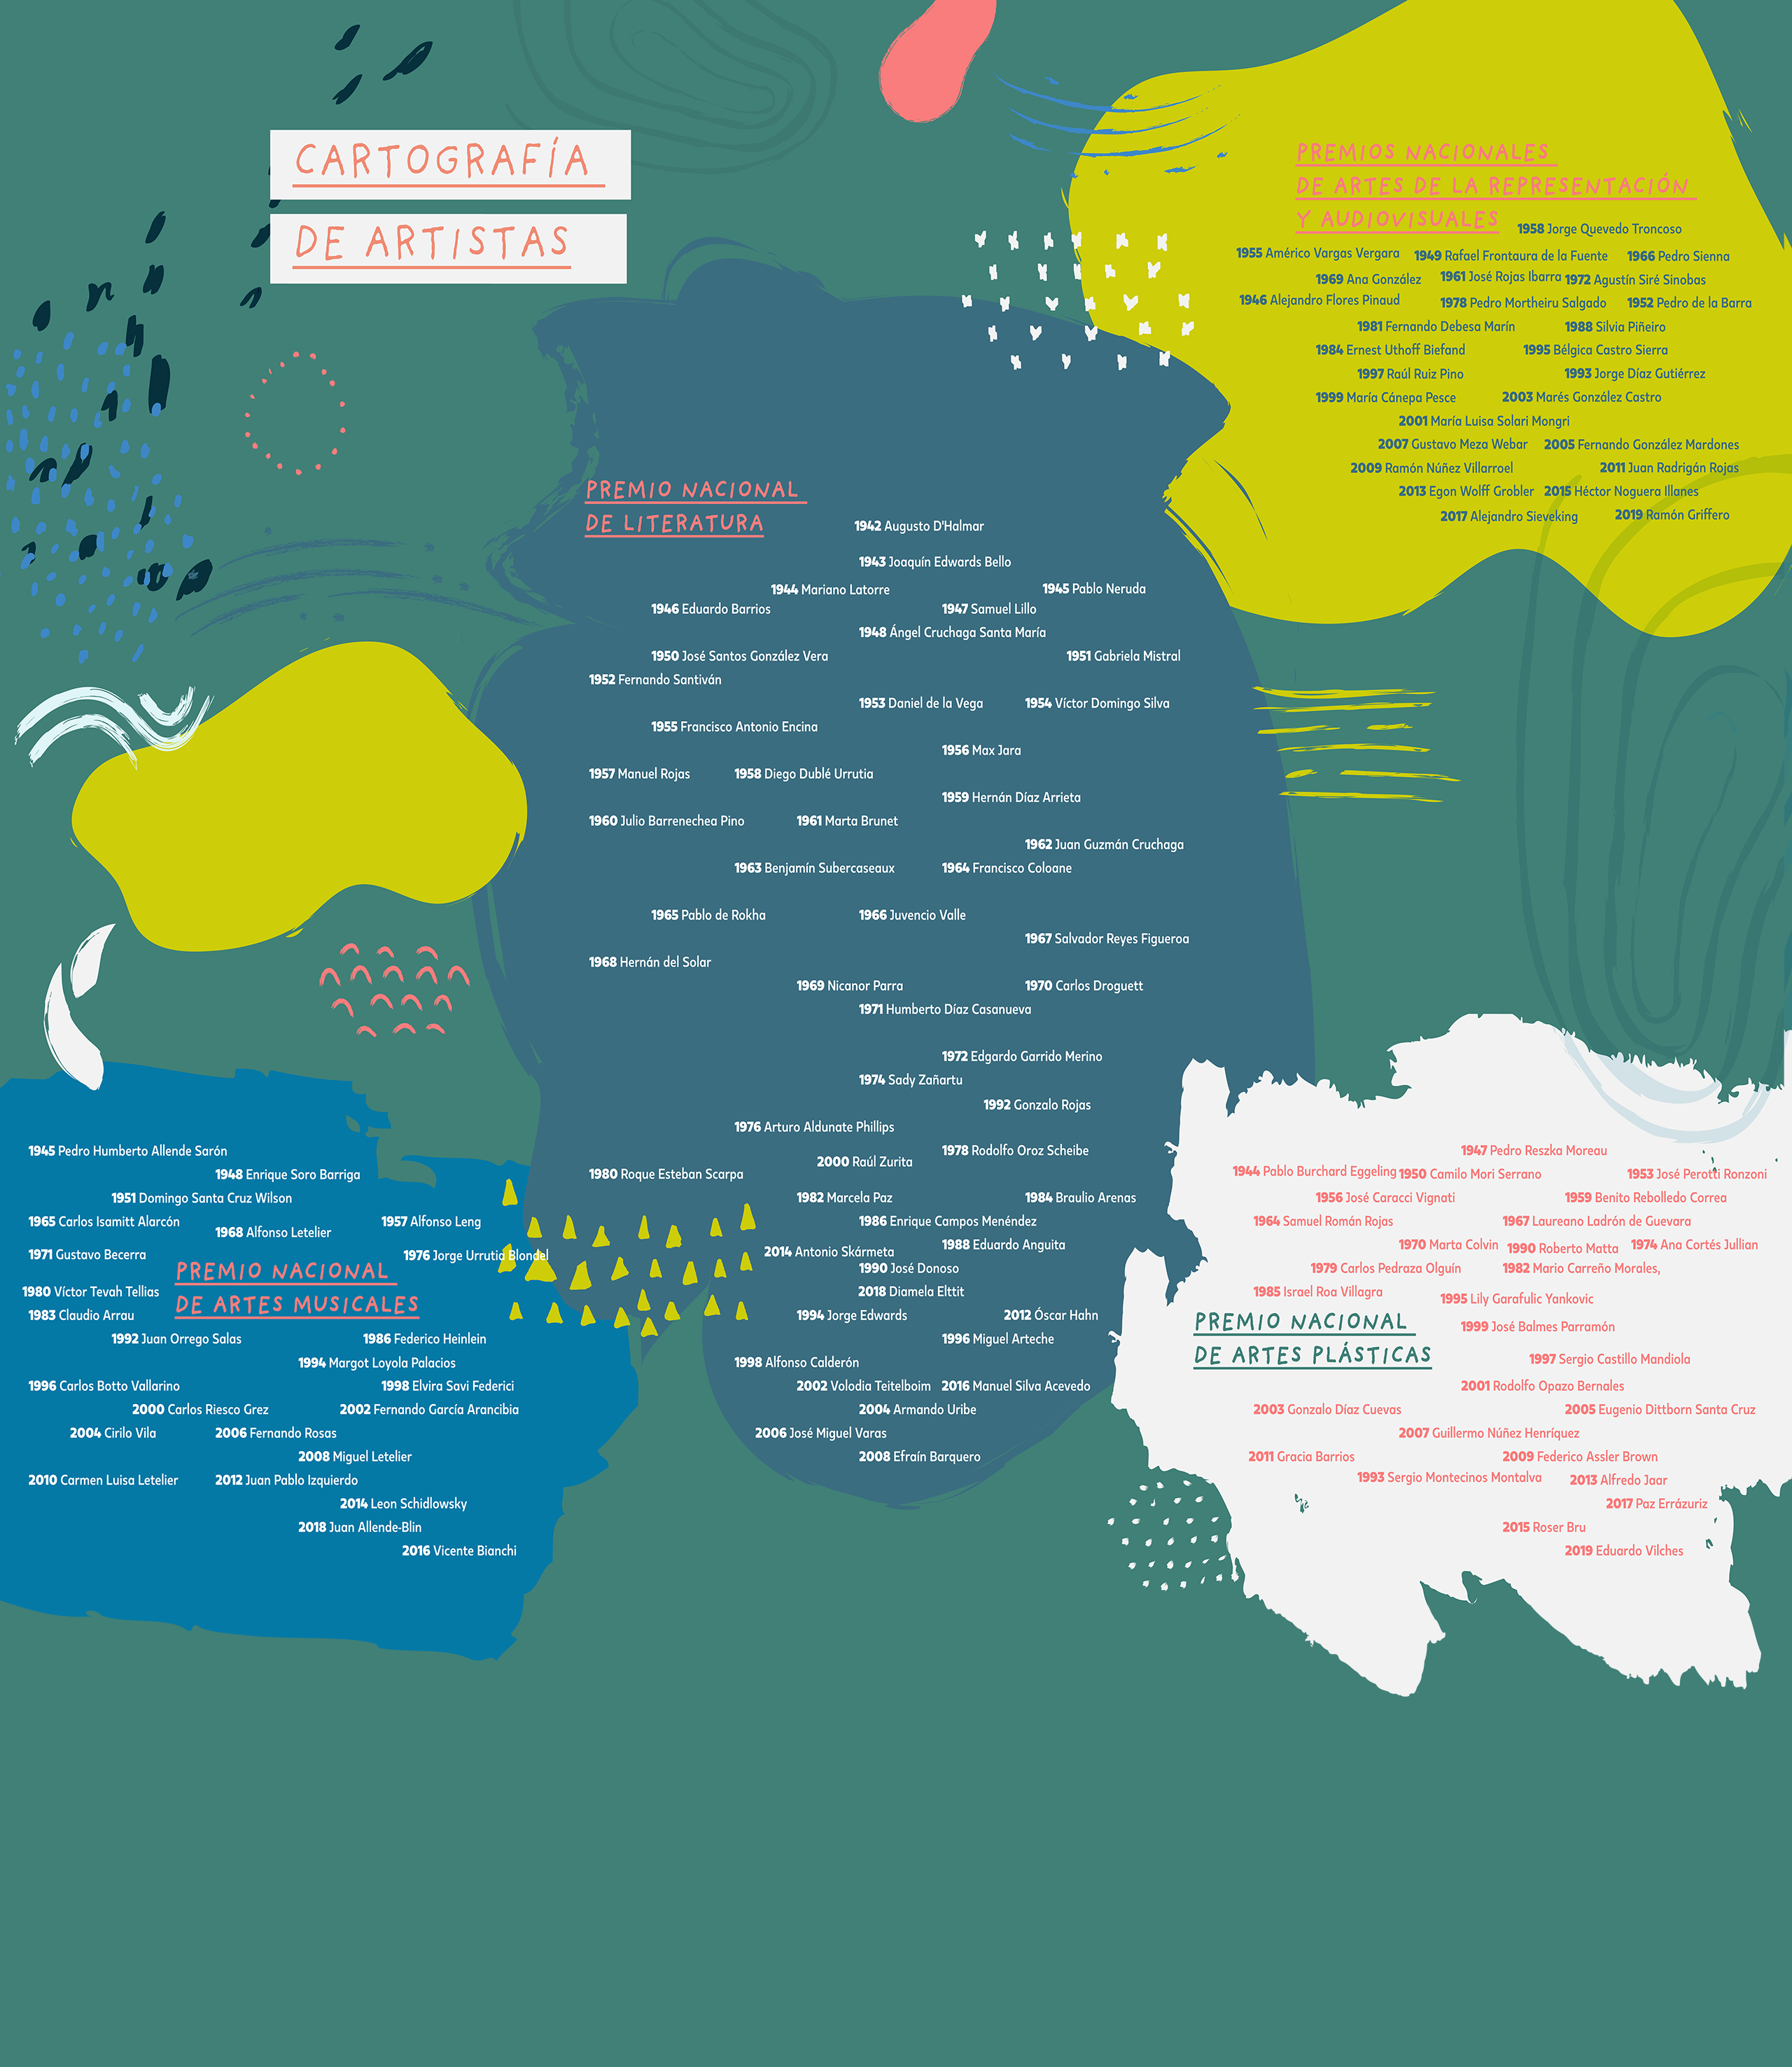 CARTOGRAFÍA
DE ARTISTAS
PREMIOS NACIONALES
DE ARTES DE LA REPRESENTACIÓN
Y AUDIOVISUALES
1958 Jorge Quevedo Troncoso
1955 Américo Vargas Vergara
1949 Rafael Frontaura de la Fuente
1966 Pedro Sienna
1969 Ana González
1961 José Rojas Ibarra
1972 Agustín Siré Sinobas
1946 Alejandro Flores Pinaud
1978 Pedro Mortheiru Salgado
1952 Pedro de la Barra
1981 Fernando Debesa Marín
1988 Silvia Piñeiro
1984 Ernest Uthoff Biefand
1995 Bélgica Castro Sierra
1997 Raúl Ruiz Pino
1993 Jorge Díaz Gutiérrez
1999 María Cánepa Pesce
2003 Marés González Castro
2001 María Luisa Solari Mongri
2007 Gustavo Meza Webar
2005 Fernando González Mardones
2009 Ramón Núñez Villarroel
2011 Juan Radrigán Rojas
2013 Egon Wolff Grobler
2015 Héctor Noguera Illanes
2017 Alejandro Sieveking
2019 Ramón Griffero
PREMIO NACIONAL
DE LITERATURA
1942 Augusto D'Halmar
1943 Joaquín Edwards Bello
1944 Mariano Latorre
1945 Pablo Neruda
1946 Eduardo Barrios
1947 Samuel Lillo
1948 Ángel Cruchaga Santa María
1950 José Santos González Vera
1951 Gabriela Mistral
1952 Fernando Santiván
1953 Daniel de la Vega
1954 Víctor Domingo Silva
1955 Francisco Antonio Encina
1956 Max Jara
1957 Manuel Rojas
1958 Diego Dublé Urrutia
1959 Hernán Díaz Arrieta
1960 Julio Barrenechea Pino
1961 Marta Brunet
1962 Juan Guzmán Cruchaga
1963 Benjamín Subercaseaux
1964 Francisco Coloane
1965 Pablo de Rokha
1966 Juvencio Valle
1967 Salvador Reyes Figueroa
1968 Hernán del Solar
1969 Nicanor Parra
1970 Carlos Droguett
1971 Humberto Díaz Casanueva
1972 Edgardo Garrido Merino
1974 Sady Zañartu
1992 Gonzalo Rojas
1976 Arturo Aldunate Phillips
1978 Rodolfo Oroz Scheibe
2000 Raúl Zurita
1980 Roque Esteban Scarpa
1982 Marcela Paz
1984 Braulio Arenas
1986 Enrique Campos Menéndez
1988 Eduardo Anguita
2014 Antonio Skármeta
1990 José Donoso
2018 Diamela Elttit
1994 Jorge Edwards
2012 Óscar Hahn
1996 Miguel Arteche
1998 Alfonso Calderón
2002 Volodia Teitelboim
2016 Manuel Silva Acevedo
2004 Armando Uribe
2006 José Miguel Varas
2008 Efraín Barquero
1945 Pedro Humberto Allende Sarón
1948 Enrique Soro Barriga
1951 Domingo Santa Cruz Wilson
1965 Carlos Isamitt Alarcón
1957 Alfonso Leng
1968 Alfonso Letelier
1971 Gustavo Becerra
1976 Jorge Urrutia Blondel
PREMIO NACIONAL
DE ARTES MUSICALES
1980 Víctor Tevah Tellias
1983 Claudio Arrau
1992 Juan Orrego Salas
1986 Federico Heinlein
1994 Margot Loyola Palacios
1996 Carlos Botto Vallarino
1998 Elvira Savi Federici
2000 Carlos Riesco Grez
2002 Fernando García Arancibia
2004 Cirilo Vila
2006 Fernando Rosas
2008 Miguel Letelier
2010 Carmen Luisa Letelier
2012 Juan Pablo Izquierdo
2014 Leon Schidlowsky
2018 Juan Allende-Blin
2016 Vicente Bianchi
1947 Pedro Reszka Moreau
1944 Pablo Burchard Eggeling
1950 Camilo Mori Serrano
1953 José Perotti Ronzoni
1956 José Caracci Vignati
1959 Benito Rebolledo Correa
1964 Samuel Román Rojas
1967 Laureano Ladrón de Guevara
1970 Marta Colvin
1990 Roberto Matta
1974 Ana Cortés Jullian
1979 Carlos Pedraza Olguín
1982 Mario Carreño Morales,
1985 Israel Roa Villagra
1995 Lily Garafulic Yankovic
PREMIO NACIONAL
DE ARTES PLÁSTICAS
1999 José Balmes Parramón
1997 Sergio Castillo Mandiola
2001 Rodolfo Opazo Bernales
2003 Gonzalo Díaz Cuevas
2005 Eugenio Dittborn Santa Cruz
2007 Guillermo Núñez Henríquez
2011 Gracia Barrios
2009 Federico Assler Brown
1993 Sergio Montecinos Montalva
2013 Alfredo Jaar
2017 Paz Errázuriz
2015 Roser Bru
2019 Eduardo Vilches